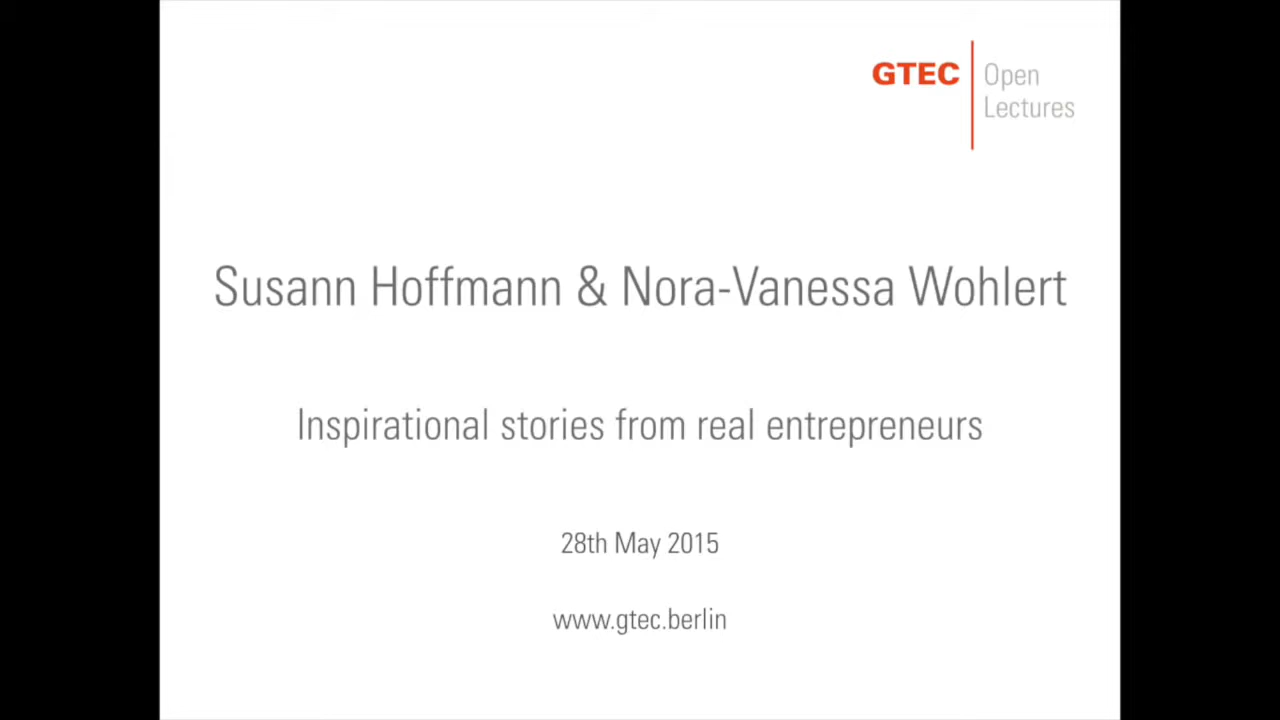 GTEC Open
Lectures
Susann Hoffmann & Nora-Vanessa Wohlert
Inspirational stories from real entrepreneurs
28th May 2015
www.gtec.berlin